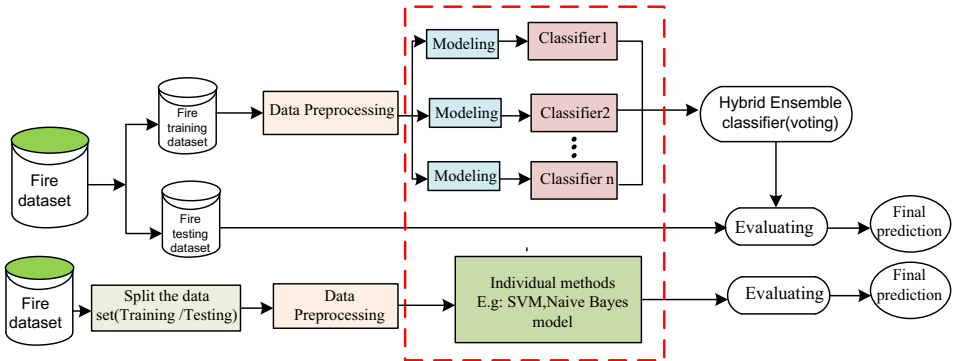 Fire
dataset
Fire
training
dataset
Fire
testing
dataset
Data Preprocessing
Modeling
Classifier1
Modeling
Classifier2
Modeling
Classifier n
Hybrid Ensemble
classifier(voting)
Evaluating
Final
prediction
Fire
dataset
Split the data
set(Training /Testing)
Data
Preprocessing
Individual methods
E.g: SVM,Naive Bayes
model
Evaluating
Final
prediction